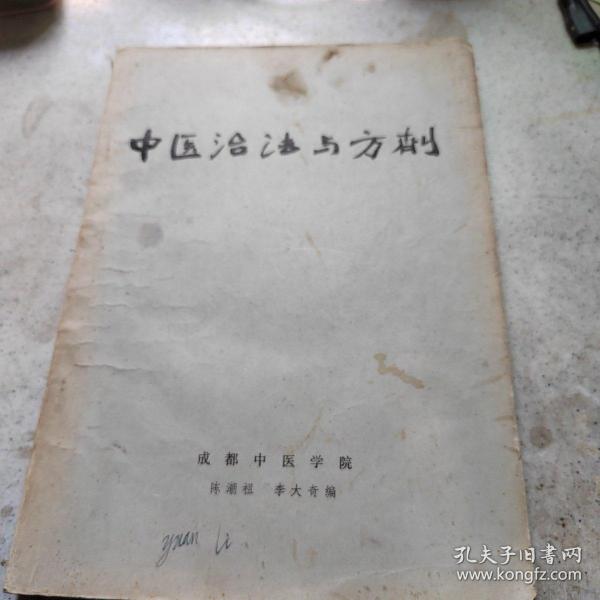 中医治法与方剂
成都中医学院
陈潮祖 李大奇编
yuan li.
孔夫子旧书网
www.kongfz.com